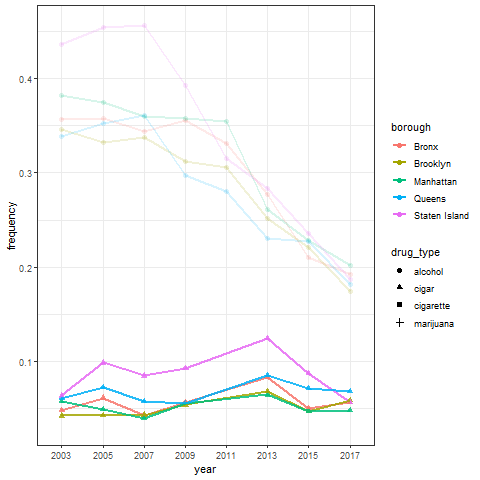 0.4
0.3
0.2
0.1
frequency
2003 2005 2007 2009 2011 2013 2015 2017
year
borough
Bronx
Brooklyn
Manhattan
Queens
Staten Island
drug_type
alcohol
cigar
cigarette
marijuana